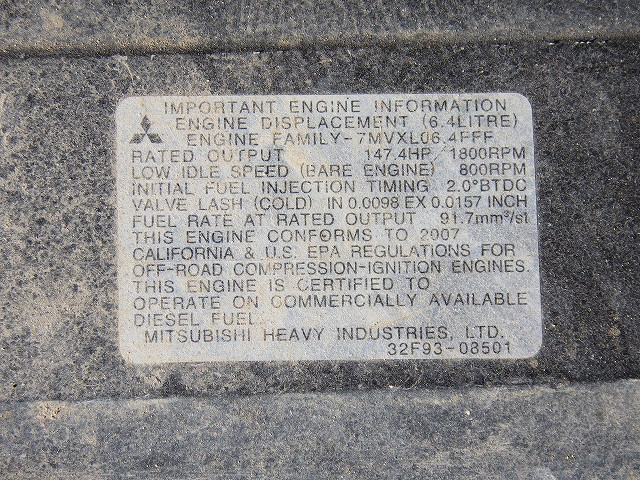 IMPORTANT ENGINE INFORMATION
ENGINE DISPLACEMENT (6.4LITRE)
ENGINE FAMILY-7MVXL06.4FFF
RATED OUTPUT 147.4HP 1800RPM
LOW IDLE SPEED (BARE ENGINE) 800RPM
INITIAL FUEL INJECTION TIMING 2.0°BTDC
VALVE LASH (COLD) IN 0.0098 EX 0.0157 INCH
FUEL RATE AT RATED OUTPUT 91.7mm³/st
THIS ENGINE CONFORMS TO 2007
CALIFORNIA & U.S. EPA REGULATIONS FOR
OFF-ROAD COMPRESSION-IGNITION ENGINES.
THIS ENGINE IS CERTIFIED TO
OPERATE ON COMMERCIALLY AVAILABLE
DIESEL FUEL
MITSUBISHI HEAVY INDUSTRIES, LTD.
32F93-08501